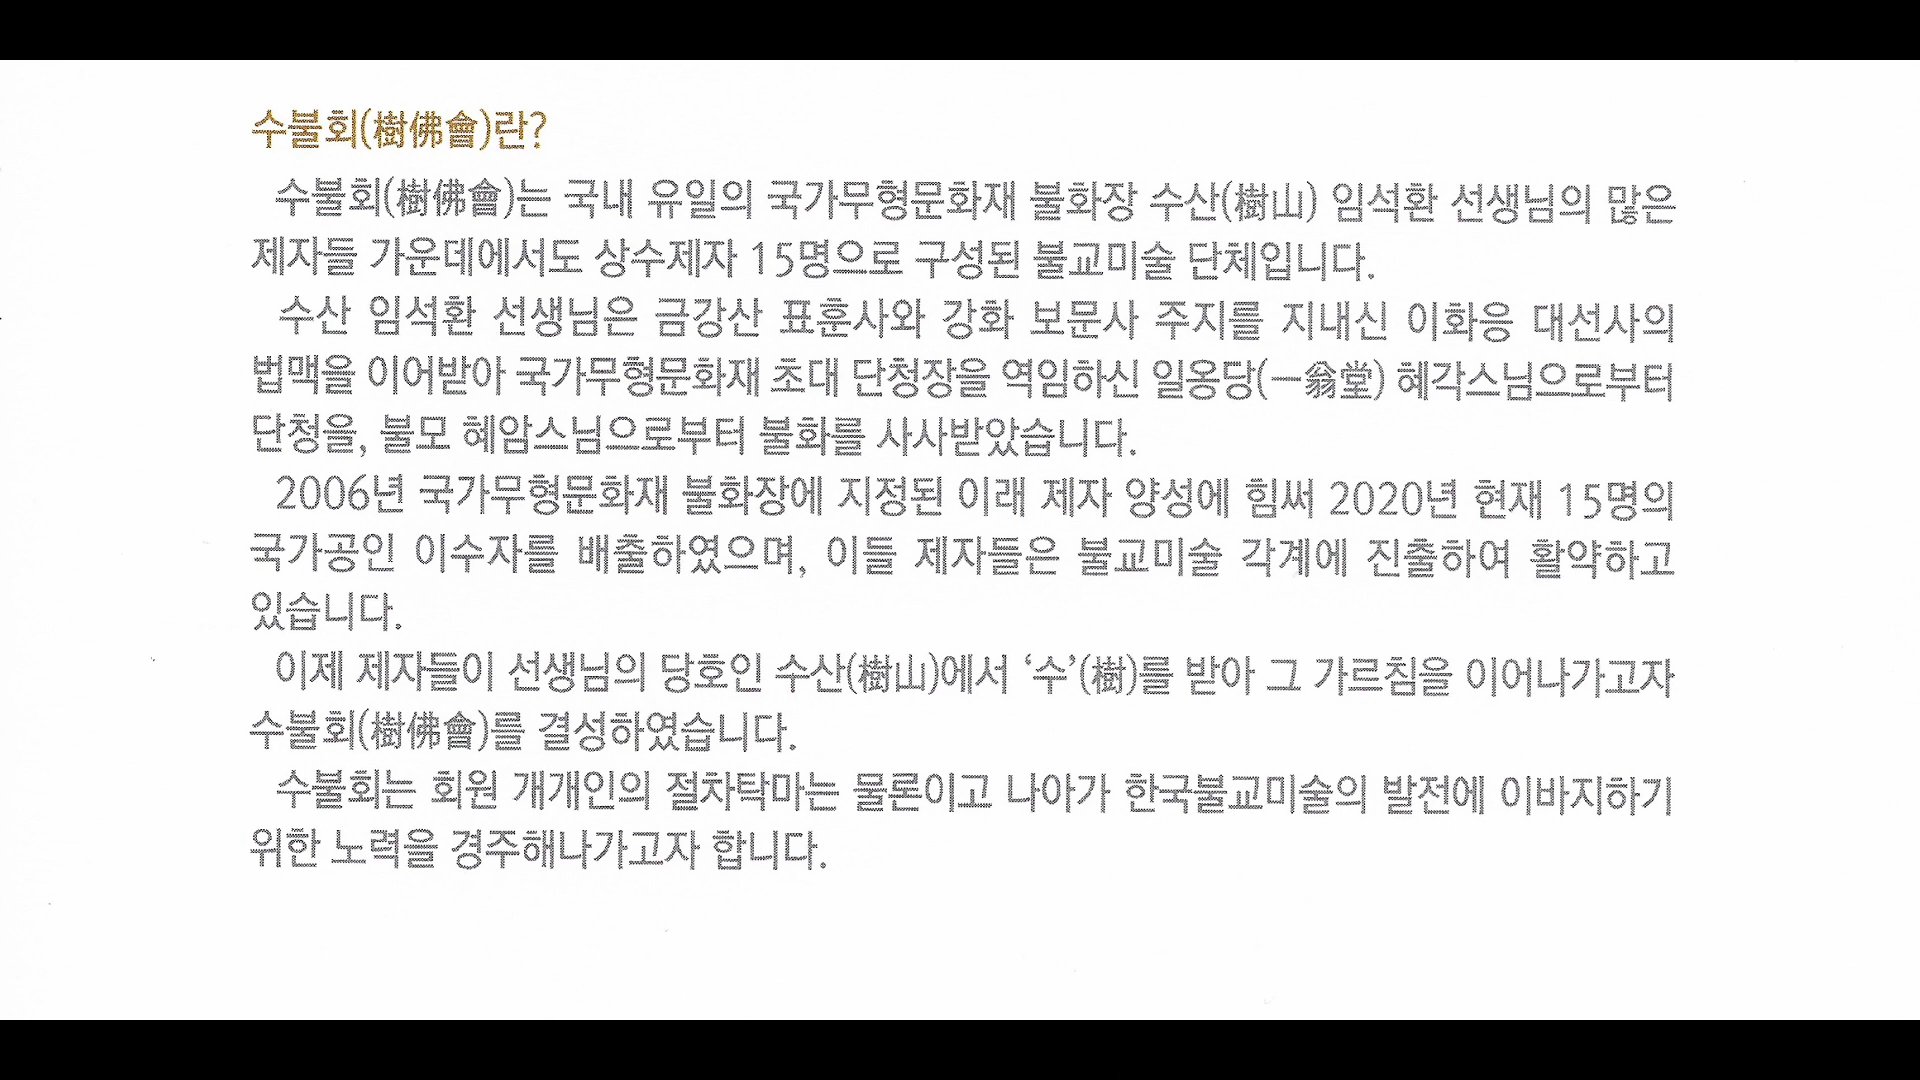 수불회(樹佛會)란?
수불회(樹佛會)는 국내 유일의 국가무형문화재 불화장 수산(樹山) 임석환 선생님의 많은
제자들 가운데에서도 상수제자 15명으로 구성된 불교미술 단체입니다.
수산 임석환 선생님은 금강산 표훈사와 강화 보문사 주지를 지내신 이화응 대선사의
법맥을 이어받아 국가무형문화재 초대 단청장을 역임하신 일옹당(一翁堂) 혜각스님으로부터
단청을, 불모 혜암스님으로부터 불화를 사사받았습니다.
2006년 국가무형문화재 불화장에 지정된 이래 제자 양성에 힘써 2020년 현재 15명의
국가공인 이수자를 배출하였으며, 이들 제자들은 불교미술 각계에 진출하여 활약하고
있습니다.
이제 제자들이 선생님의 당호인 수산(樹山)에서 ‘수’(樹)를 받아 그 가르침을 이어나가고자
수불회(樹佛會)를 결성하였습니다.
수불회는 회원 개개인의 절차탁마는 물론이고 나아가 한국불교미술의 발전에 이바지하기
위한 노력을 경주해나가고자 합니다.